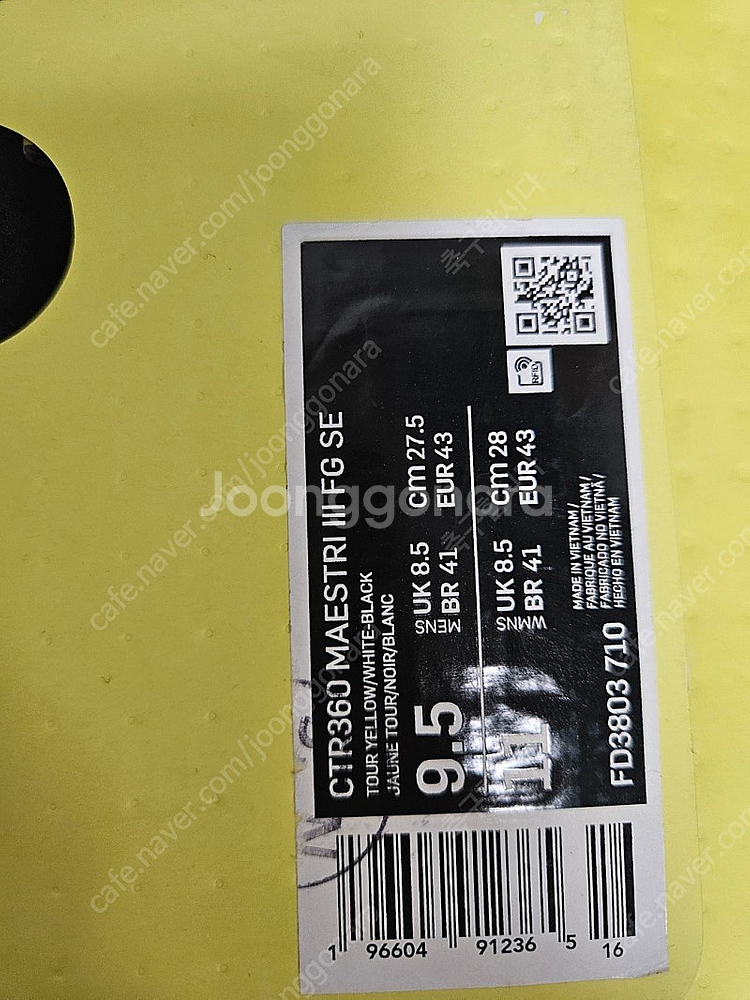 CTR360 MAESTRI III FG SE
TOUR YELLOW/WHITE-BLACK
JAUNE TOUR/NOIR/BLANC
9.5
MENS
UK 8.5 cm 27.5
BR 41 EUR 43
11
WMNS
UK 8.5 cm 28
BR 41 EUR 43
FD3803 710
MADE IN VIETNAM/
FABRIQUE AU VIETNAM/
FABRICADO NO VIETNÃ/
HECHO EN VIETNAM
RFID
1 96604 91236 5 16
Joonggonara
cafe.naver.com/joonggonara